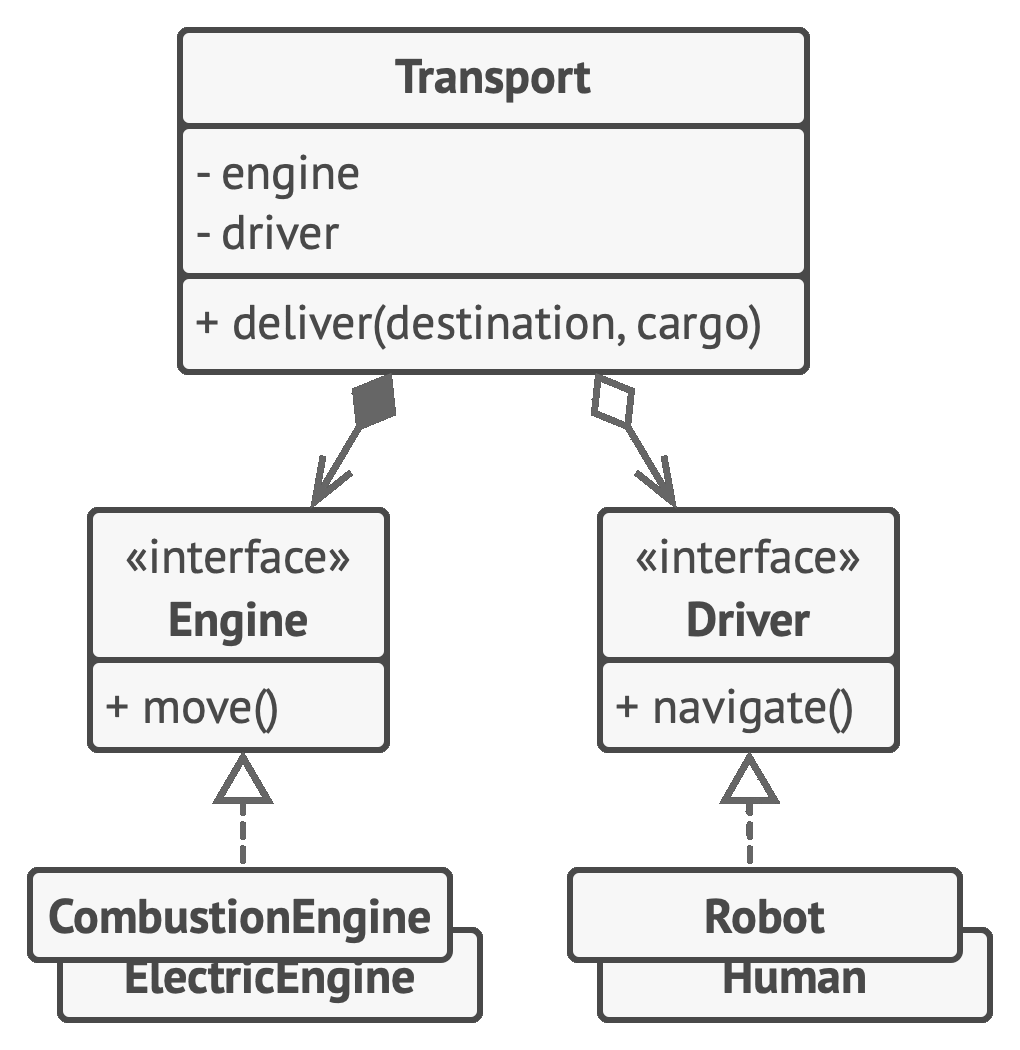 Transport
- engine
- driver
+ deliver(destination, cargo)
«interface»
Engine
+ move()
«interface»
Driver
+ navigate()
CombustionEngine
ElectricEngine
Robot
Human